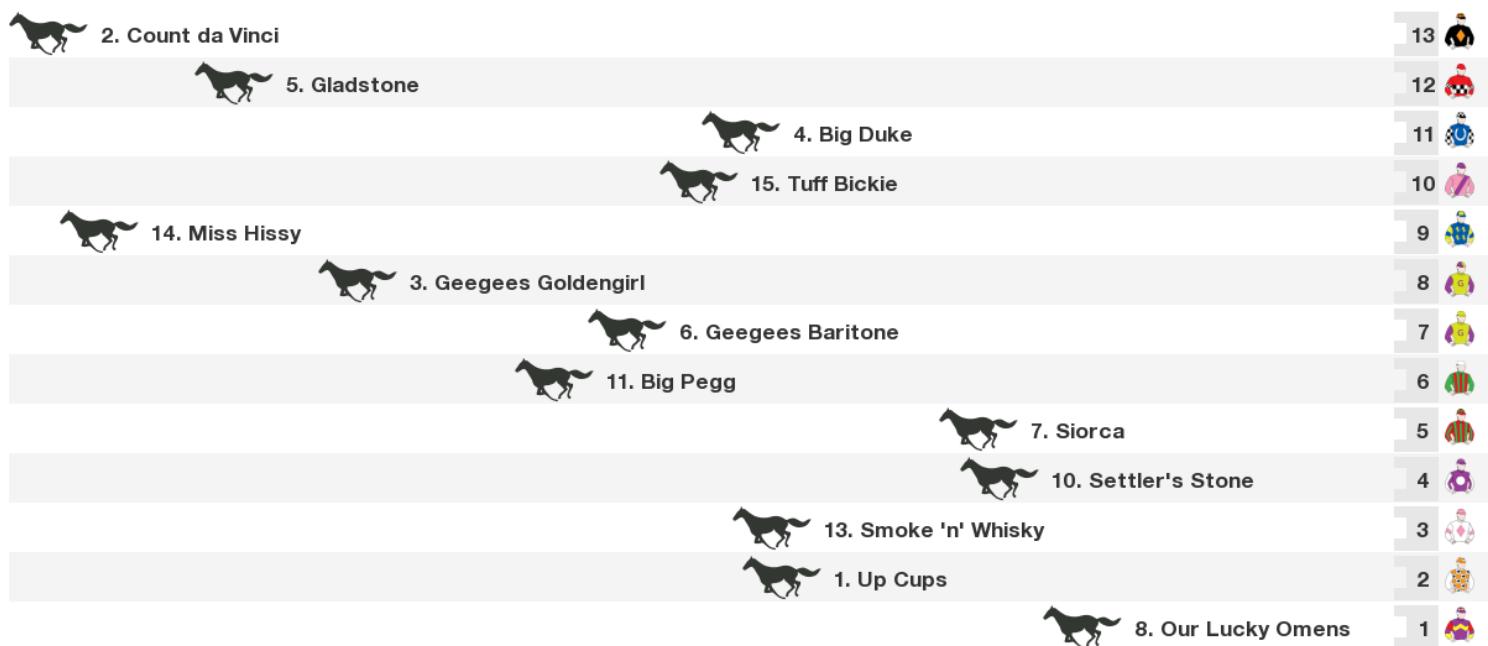 2. Count da Vinci 13
5. Gladstone 12
4. Big Duke 11
15. Tuff Bickie 10
14. Miss Hissy 9
3. Geegees Goldengirl 8
6. Geegees Baritone 7
11. Big Pegg 6
7. Siorca 5
10. Settler's Stone 4
13. Smoke 'n' Whisky 3
1. Up Cups 2
8. Our Lucky Omens 1